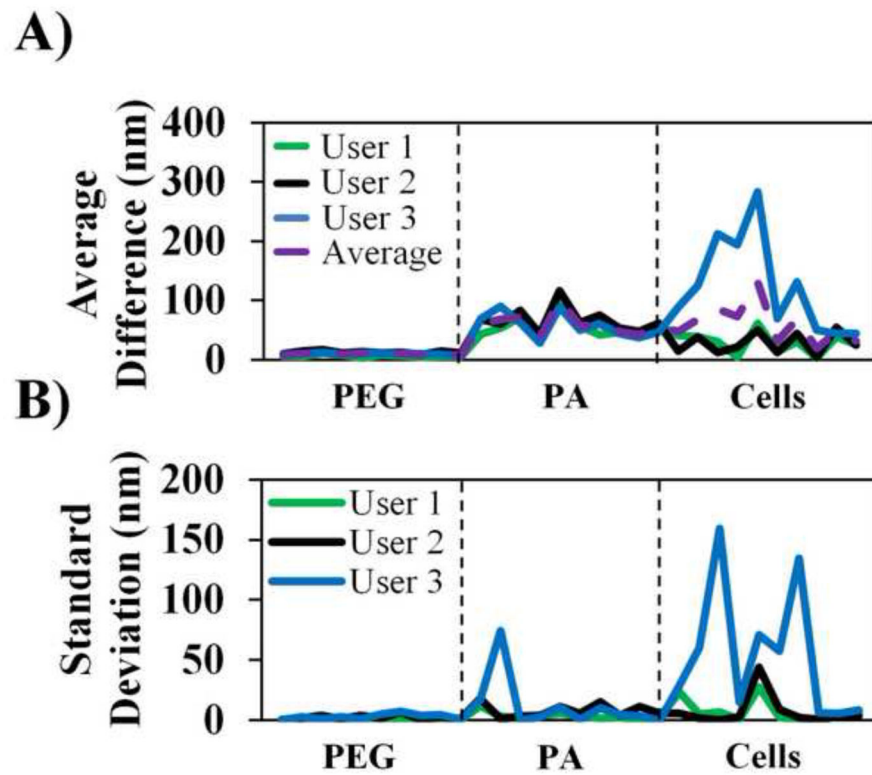 A)
Average
Difference (nm)
400
300
200
100
0
User 1
User 2
User 3
Average
PEG
PA
Cells
B)
Standard
Deviation (nm)
200
150
100
50
0
User 1
User 2
User 3
PEG
PA
Cells